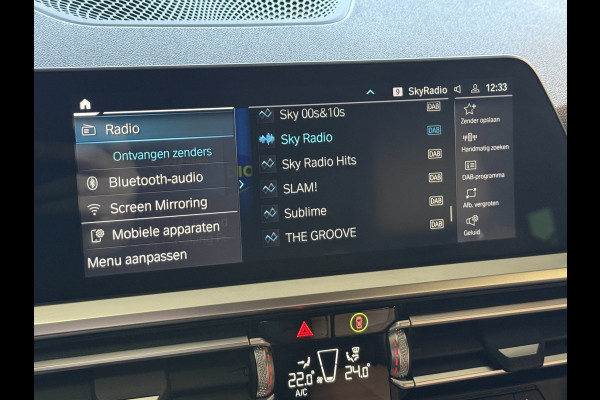 9 SkyRadio 12:33
Radio
Ontvangen zenders
Bluetooth-audio
Screen Mirroring
Mobiele apparaten
Menu aanpassen
Sky 00s&10s DAB
Sky Radio DAB
Sky Radio Hits DAB
SLAM! DAB
Sublime DAB
THE GROOVE DAB
Zender opslaan
Handmatig zoeken
DAB-programma
Afb. vergroten
Geluid
22.0° 24.0°
A/C